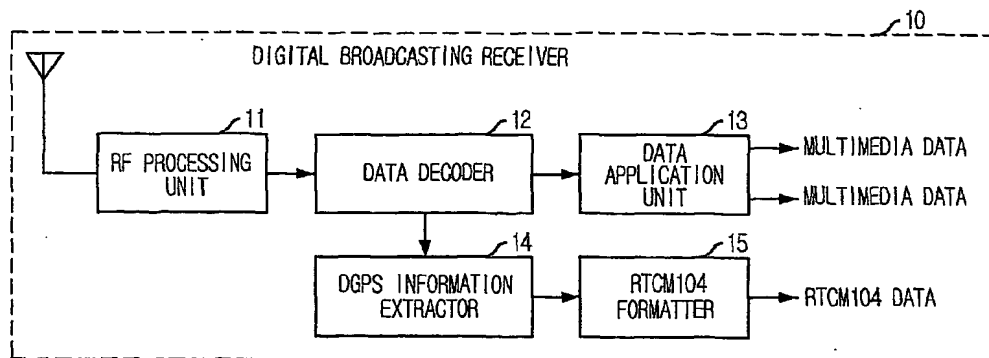 10
DIGITAL BROADCASTING RECEIVER
11
RF PROCESSING
UNIT
12
DATA DECODER
13
DATA
APPLICATION
UNIT
MULTIMEDIA DATA
MULTIMEDIA DATA
14
DGPS INFORMATION
EXTRACTOR
15
RTCM104
FORMATTER
RTCM104 DATA